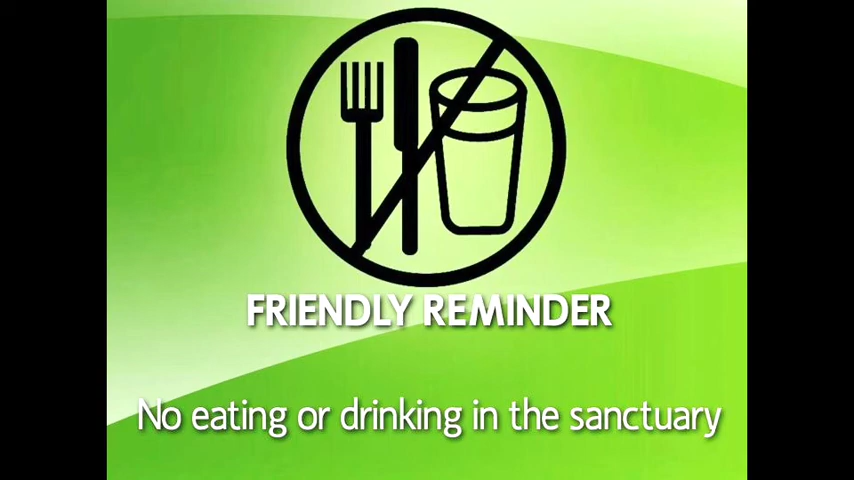 FRIENDLY REMINDER
No eating or drinking in the sanctuary